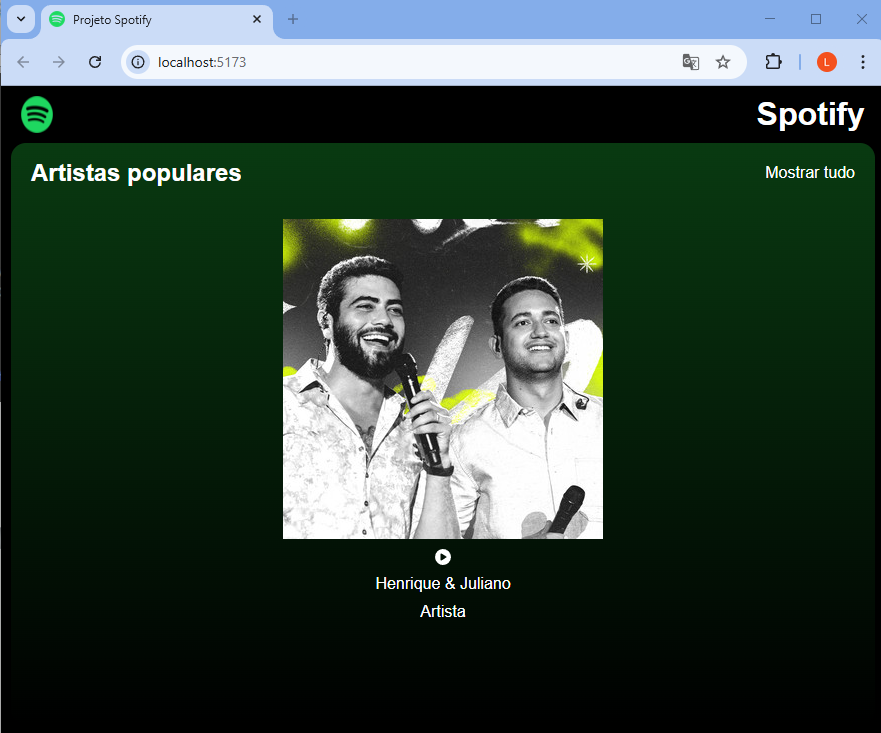 Projeto Spotify
localhost:5173
L
Spotify
Artistas populares
Mostrar tudo
Henrique & Juliano
Artista